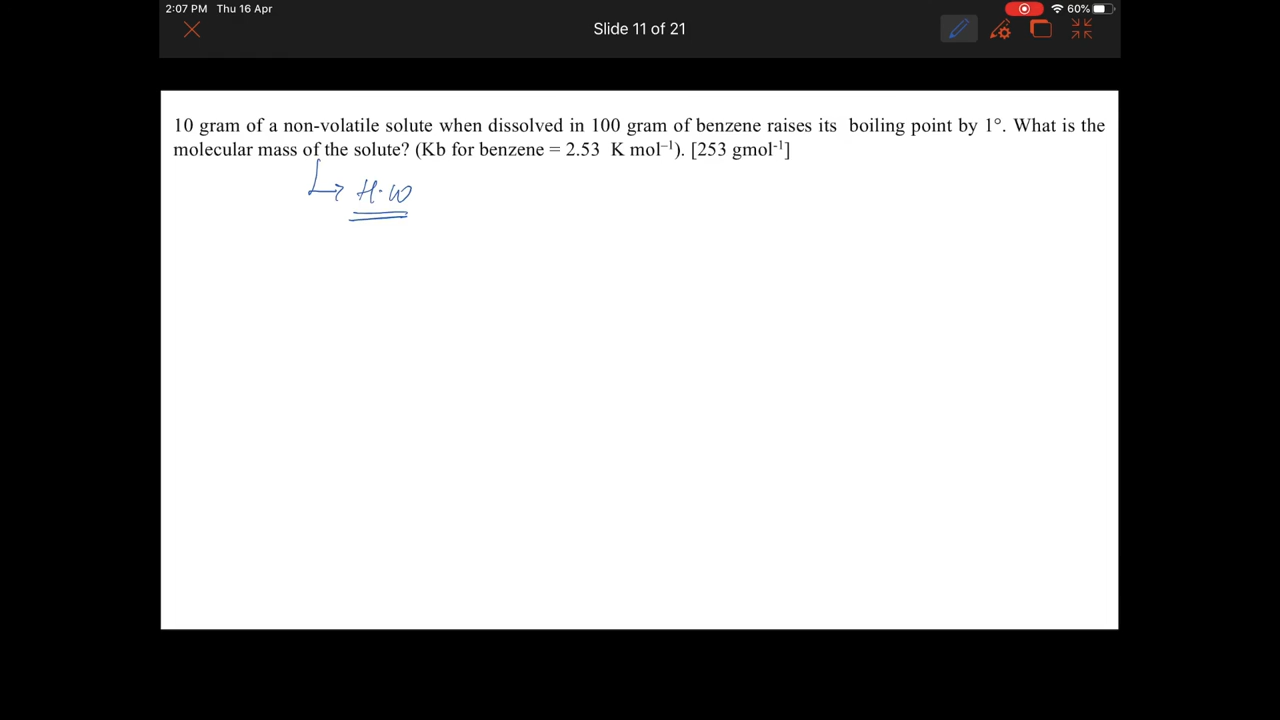 2:07 PM Thu 16 Apr
60%
Slide 11 of 21
10 gram of a non-volatile solute when dissolved in 100 gram of benzene raises its boiling point by 1°. What is the
molecular mass of the solute? (Kb for benzene = 2.53 K mol⁻¹). [253 gmol⁻¹]
H.W